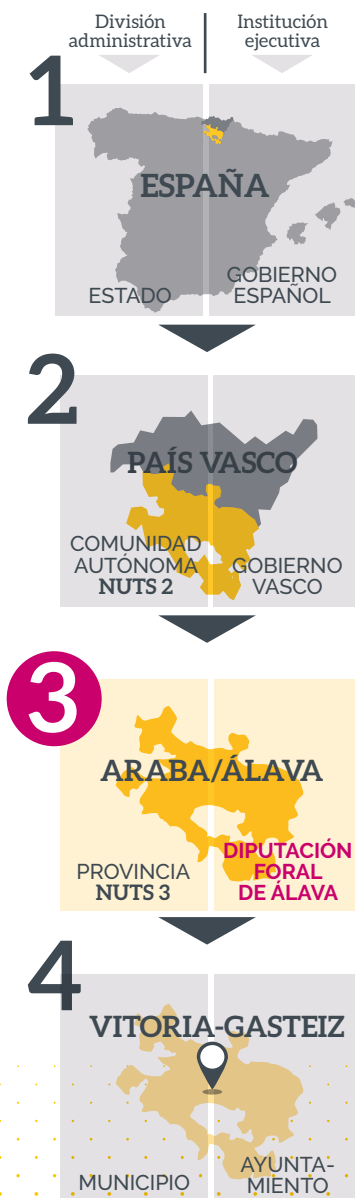 División
administrativa
Institución
ejecutiva
1
ESPAÑA
ESTADO
GOBIERNO
ESPAÑOL
2
PAÍS VASCO
COMUNIDAD
AUTÓNOMA
NUTS 2
GOBIERNO
VASCO
3
ARABA/ÁLAVA
PROVINCIA
NUTS 3
DIPUTACIÓN
FORAL
DE ÁLAVA
4
VITORIA-GASTEIZ
MUNICIPIO
AYUNTA-
MIENTO